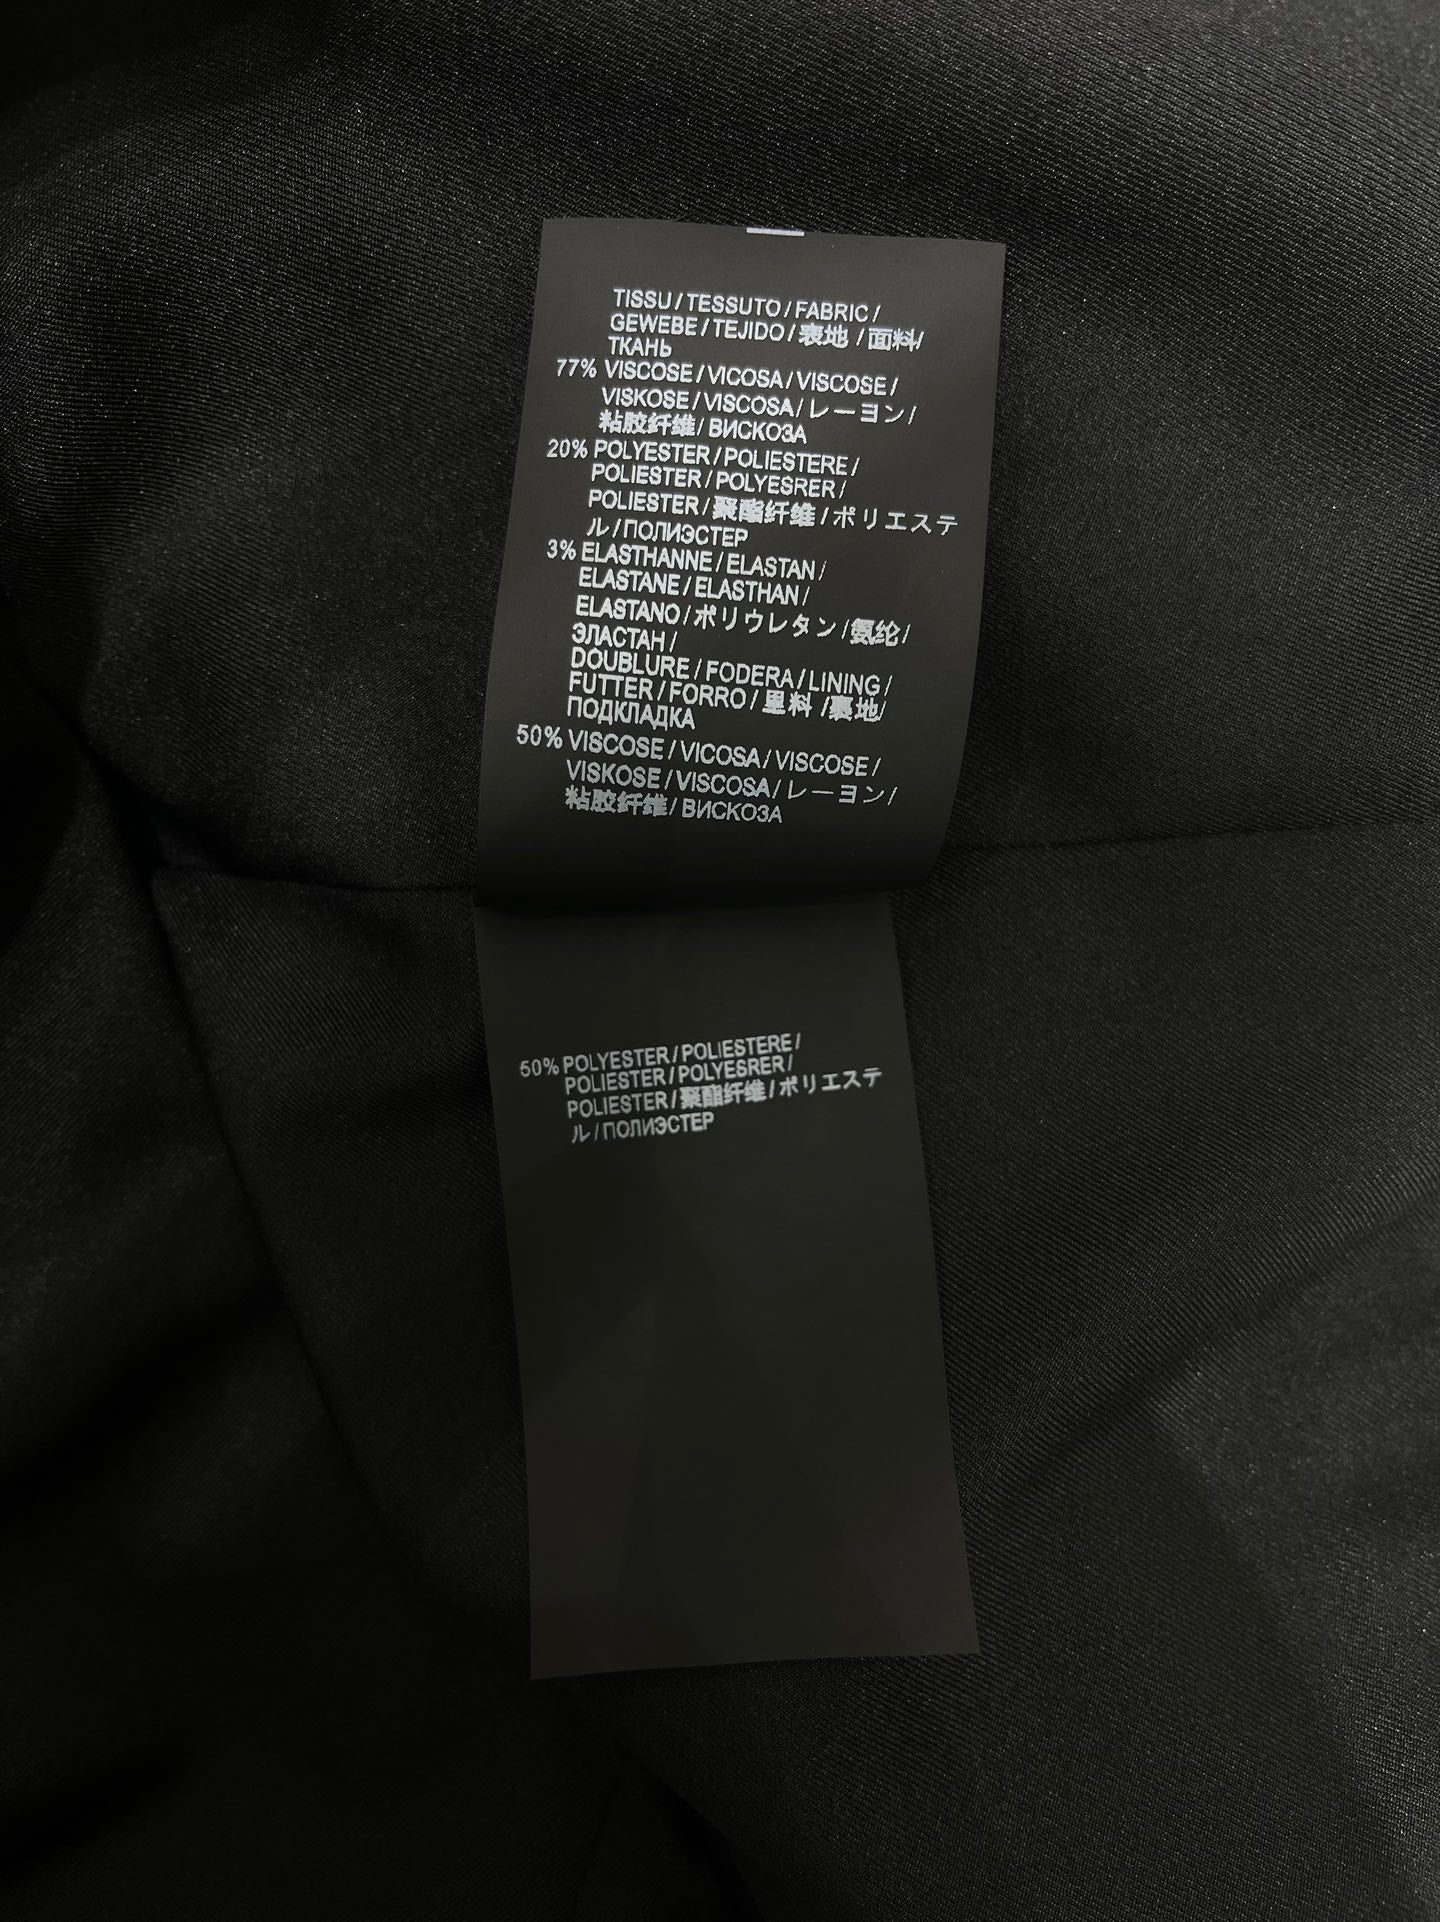 TISSU / TESSUTO / FABRIC /
GEWEBE / TEJIDO / 表地 / 面料/
ТКАНЬ
77% VISCOSE / VICOSA / VISCOSE /
VISKOSE / VISCOSA / レーヨン /
粘胶纤维/ ВИСКОЗА
20% POLYESTER / POLIESTERE /
POLIESTER / POLYESRER /
POLIESTER / 聚酯纤维 / ポリエステ
ル / ПОЛИЭСТЕР
3% ELASTHANNE / ELASTAN /
ELASTANE / ELASTHAN /
ELASTANO / ポリウレタン / 氨纶/
ЭЛАСТАН /
DOUBLURE / FODERA / LINING /
FUTTER / FORRO / 里料 / 裏地/
ПОДКЛАДКА
50% VISCOSE / VICOSA / VISCOSE /
VISKOSE / VISCOSA / レーヨン /
粘胶纤维/ ВИСКОЗА
50% POLYESTER / POLIESTERE /
POLIESTER / POLYESRER /
POLIESTER / 聚酯纤维 / ポリエステ
ル / ПОЛИЭСТЕР